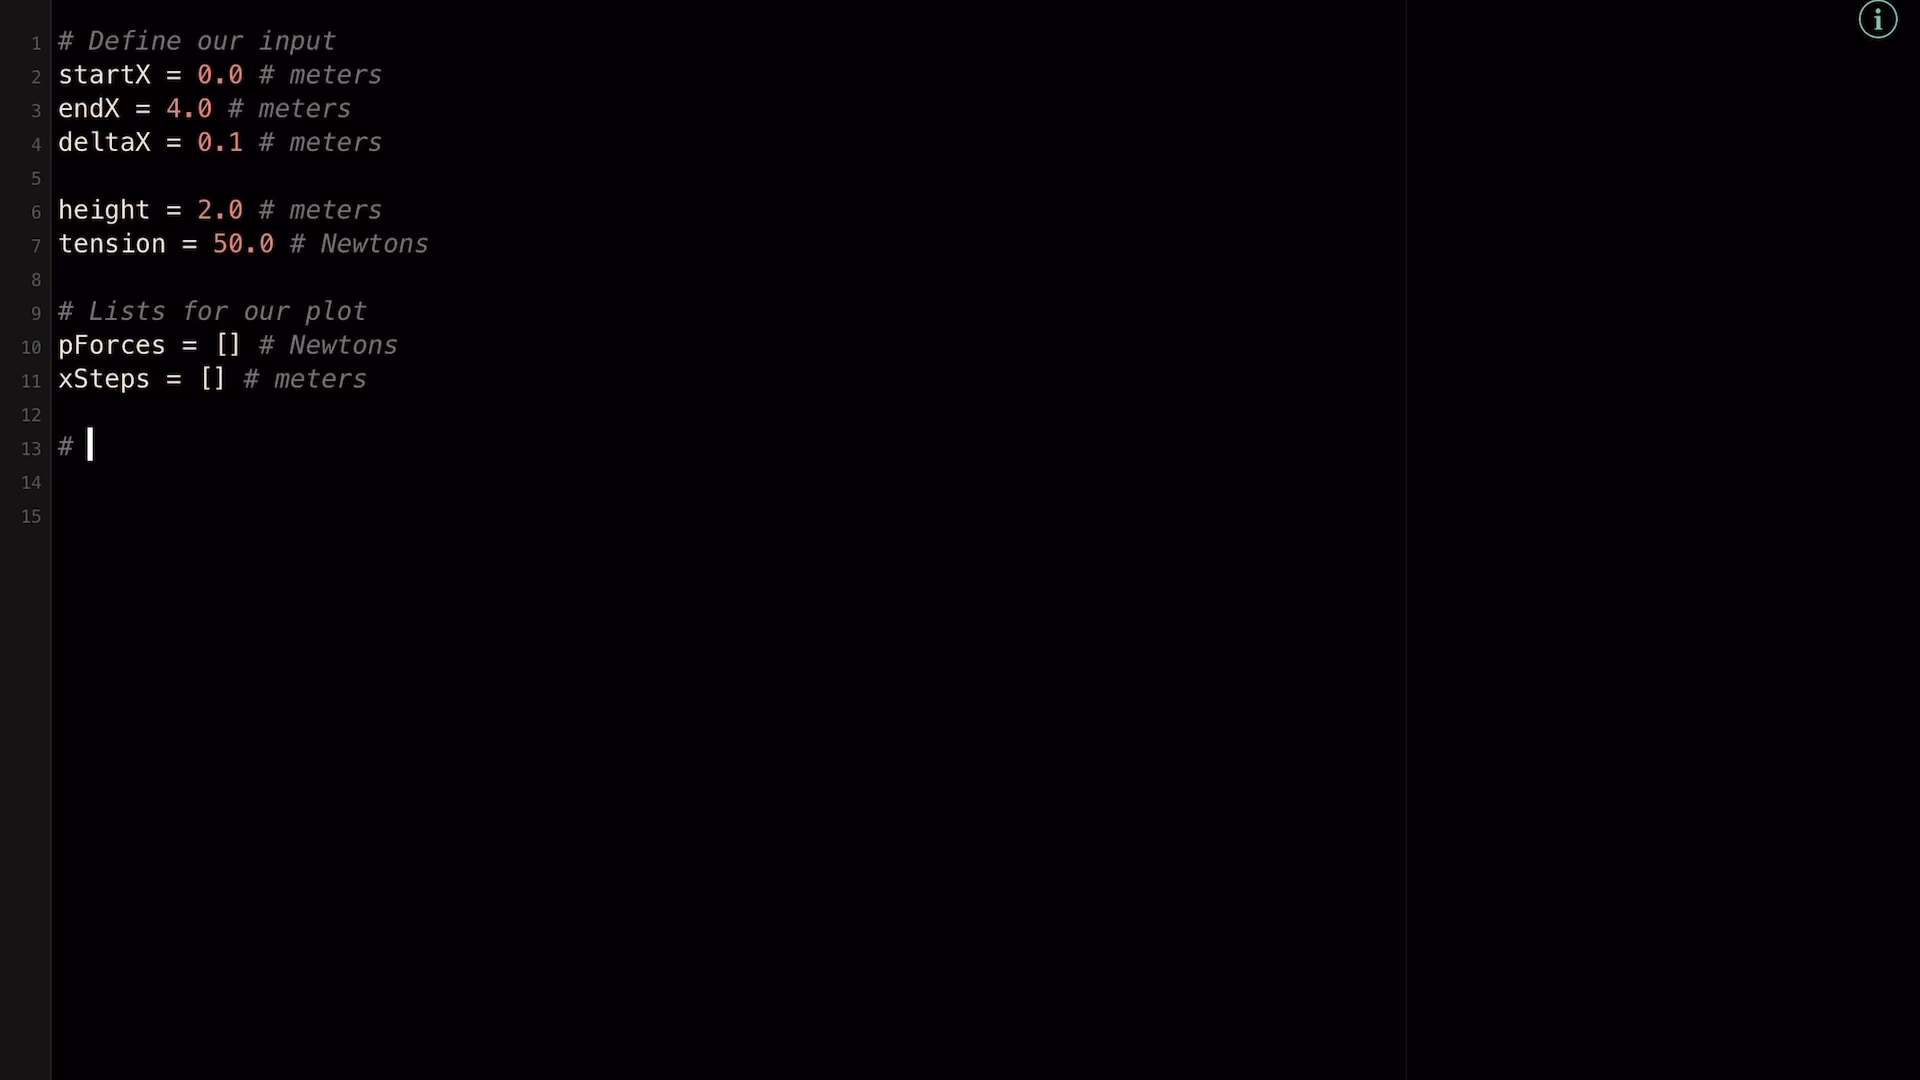 1 # Define our input
2 startX = 0.0 # meters
3 endX = 4.0 # meters
4 deltaX = 0.1 # meters
5
6 height = 2.0 # meters
7 tension = 50.0 # Newtons
8
9 # Lists for our plot
10 pForces = [] # Newtons
11 xSteps = [] # meters
12
13 #
14
15
i